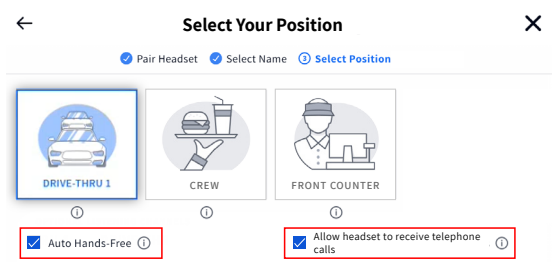 Select Your Position
Pair Headset Select Name 3 Select Position
DRIVE-THRU 1 CREW FRONT COUNTER
Auto Hands-Free
Allow headset to receive telephone
calls